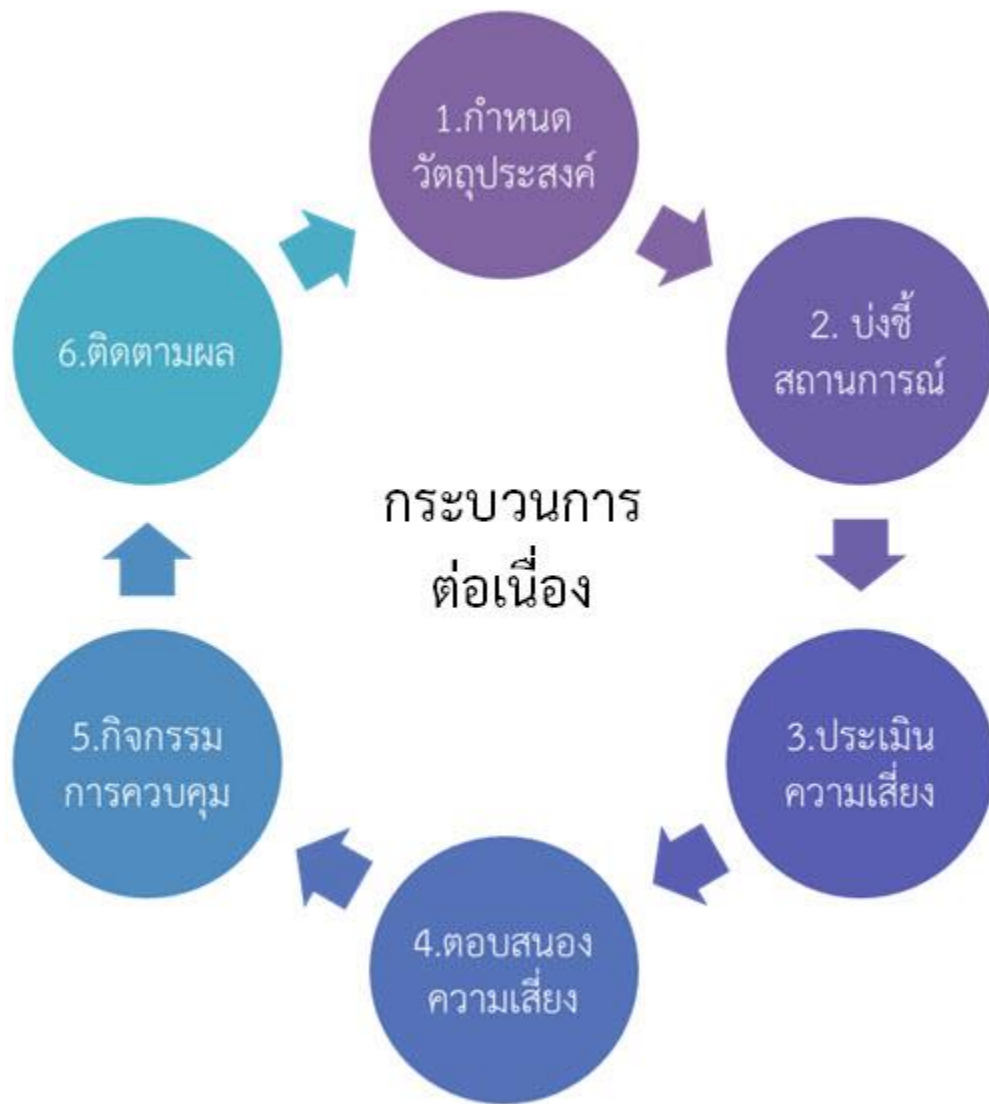 1.กำหนด
วัตถุประสงค์
2. บ่งชี้
สถานการณ์
3.ประเมิน
ความเสี่ยง
4.ตอบสนอง
ความเสี่ยง
5.กิจกรรม
การควบคุม
6.ติดตามผล
กระบวนการ
ต่อเนื่อง